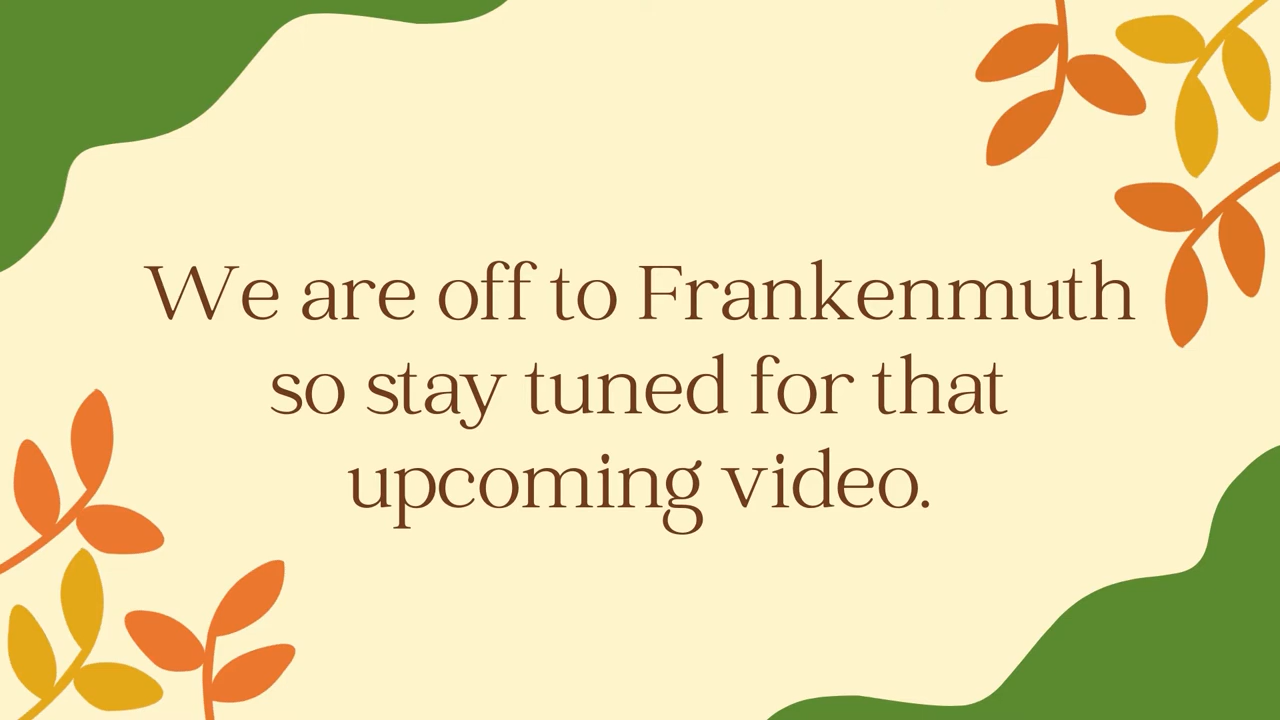 We are off to Frankenmuth
so stay tuned for that
upcoming video.